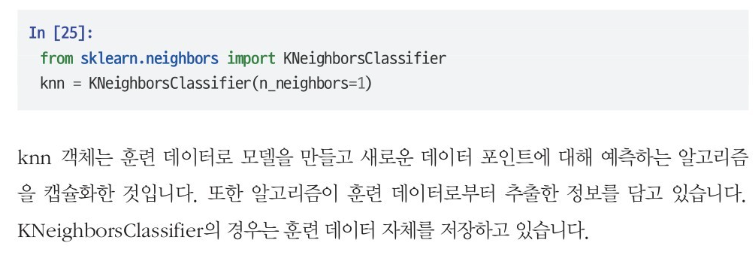 In [25]:
from sklearn.neighbors import KNeighborsClassifier
knn = KNeighborsClassifier(n_neighbors=1)
knn 객체는 훈련 데이터로 모델을 만들고 새로운 데이터 포인트에 대해 예측하는 알고리즘
을 캡슐화한 것입니다. 또한 알고리즘이 훈련 데이터로부터 추출한 정보를 담고 있습니다.
KNeighborsClassifier의 경우는 훈련 데이터 자체를 저장하고 있습니다.